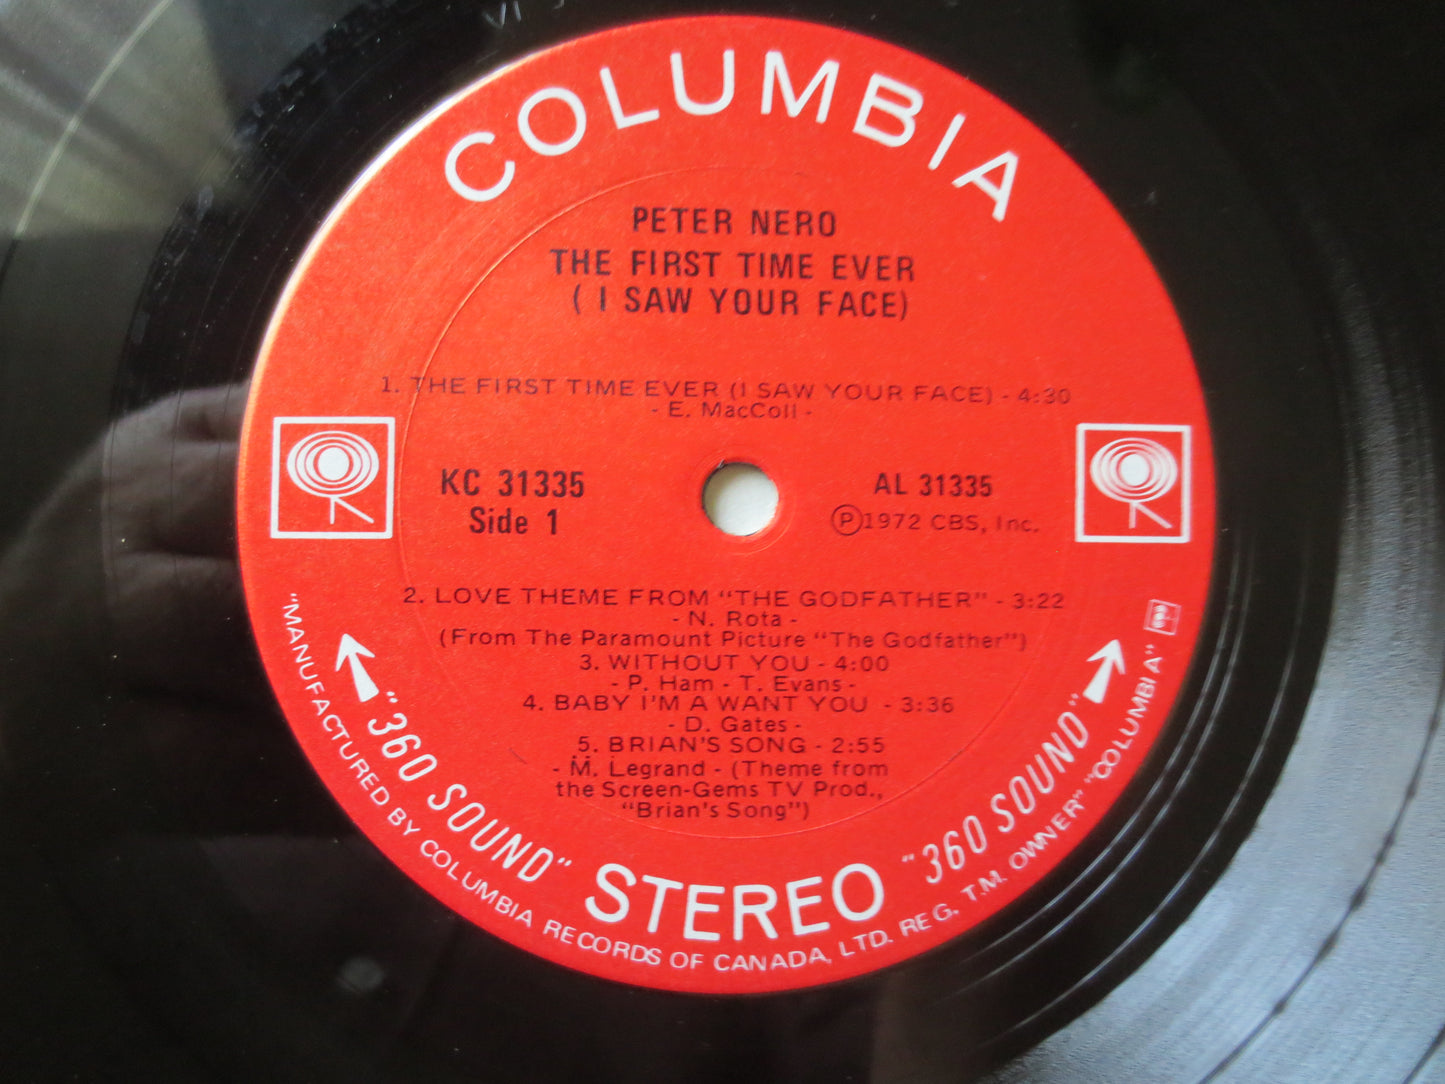 COLUMBIA
PETER NERO
THE FIRST TIME EVER
( I SAW YOUR FACE)
1. THE FIRST TIME EVER (I SAW YOUR FACE) - 4:30
- E. MacColl -
KC 31335
Side 1
AL 31335
Ⓟ1972 CBS, Inc.
2. LOVE THEME FROM "THE GODFATHER" - 3:22
- N. Rota -
(From The Paramount Picture "The Godfather")
3. WITHOUT YOU - 4:00
- P. Ham - T. Evans -
4. BABY I'M A WANT YOU - 3:36
- D. Gates -
5. BRIAN'S SONG - 2:55
- M. Legrand - (Theme from
the Screen-Gems TV Prod.,
"Brian's Song")
"360 SOUND" STEREO "360 SOUND"
"MANUFACTURED BY COLUMBIA RECORDS OF CANADA, LTD. REG. T.M. OWNER" "COLUMBIA"